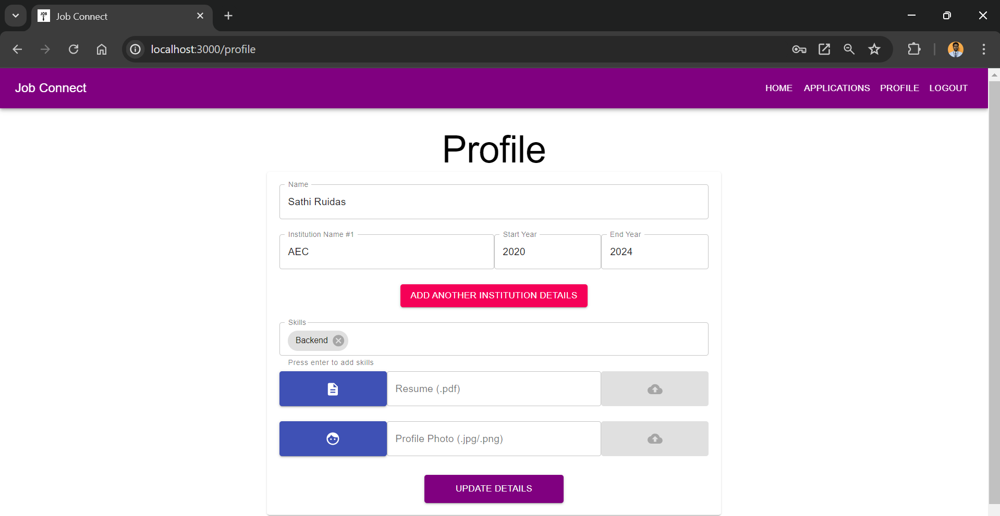 JOB
Job Connect
localhost:3000/profile
Job Connect
HOME APPLICATIONS PROFILE LOGOUT
Profile
Name
Sathi Ruidas
Institution Name #1 Start Year End Year
AEC 2020 2024
ADD ANOTHER INSTITUTION DETAILS
Skills
Backend
Press enter to add skills
Resume (.pdf)
Profile Photo (.jpg/.png)
UPDATE DETAILS